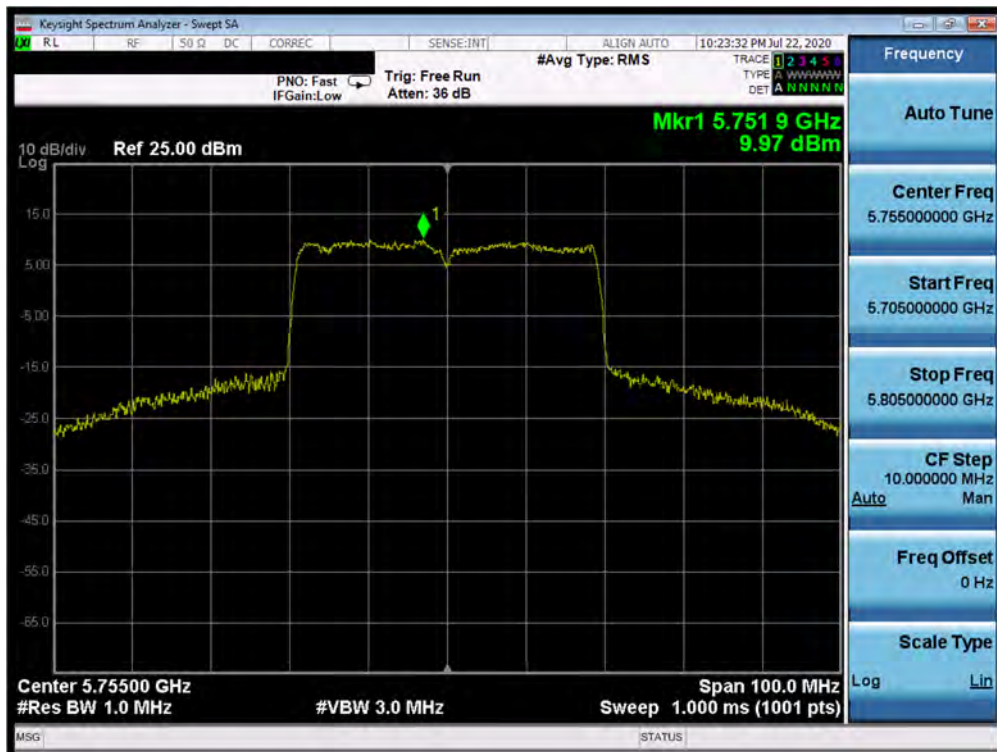 Keysight Spectrum Analyzer - Swept SA
LXI RL RF 50 Ω DC CORREC SENSE:INT ALIGN AUTO 10:23:32 PM Jul 22, 2020
PNO: Fast
IFGain:Low
Trig: Free Run
Atten: 36 dB
#Avg Type: RMS
TRACE 1 2 3 4 5 6
TYPE A WWWWW
DET A N N N N N
Mkr1 5.751 9 GHz
9.97 dBm
10 dB/div
Log
Ref 25.00 dBm
1
15.0
5.00
-5.00
-15.0
-25.0
-35.0
-45.0
-55.0
-65.0
Center 5.75500 GHz
#Res BW 1.0 MHz
#VBW 3.0 MHz
Span 100.0 MHz
Sweep 1.000 ms (1001 pts)
MSG
STATUS
Frequency
Auto Tune
Center Freq
5.755000000 GHz
Start Freq
5.705000000 GHz
Stop Freq
5.805000000 GHz
CF Step
10.000000 MHz
Auto Man
Freq Offset
0 Hz
Scale Type
Log Lin